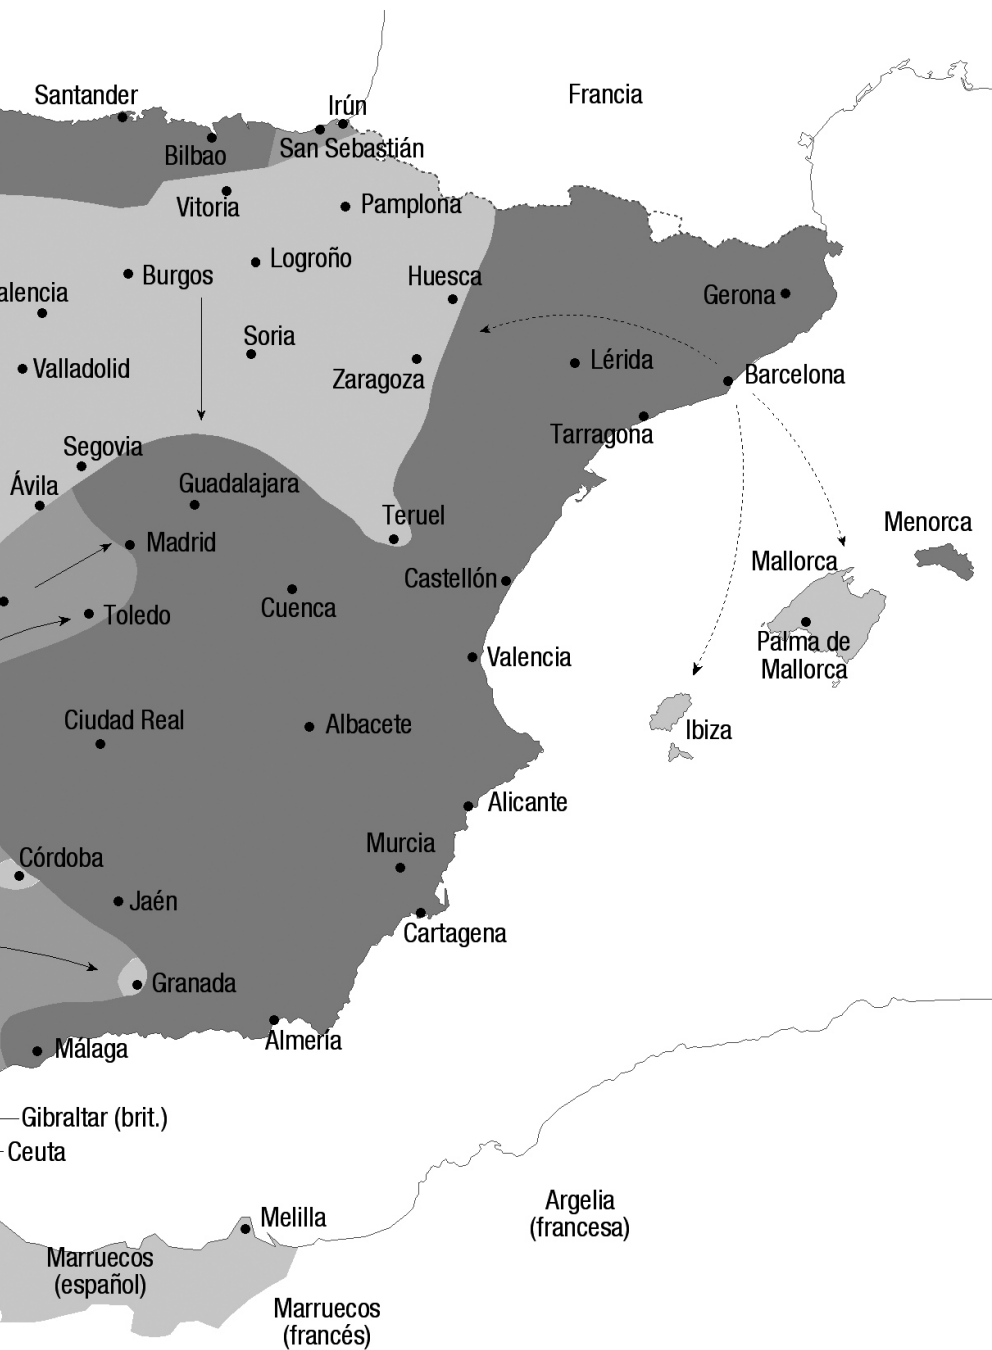 Santander
Francia
Irún
San Sebastián
Bilbao
Vitoria
Pamplona
Logroño
Burgos
Huesca
alencia
Gerona
Soria
Valladolid
Zaragoza
Lérida
Barcelona
Tarragona
Segovia
Ávila
Guadalajara
Teruel
Menorca
Madrid
Mallorca
Castellón
Cuenca
Toledo
Palma de
Mallorca
Valencia
Ciudad Real
Albacete
Ibiza
Alicante
Murcia
Córdoba
Jaén
Cartagena
Granada
Almería
Málaga
Gibraltar (brit.)
Ceuta
Argelia
(francesa)
Melilla
Marruecos
(español)
Marruecos
(francés)